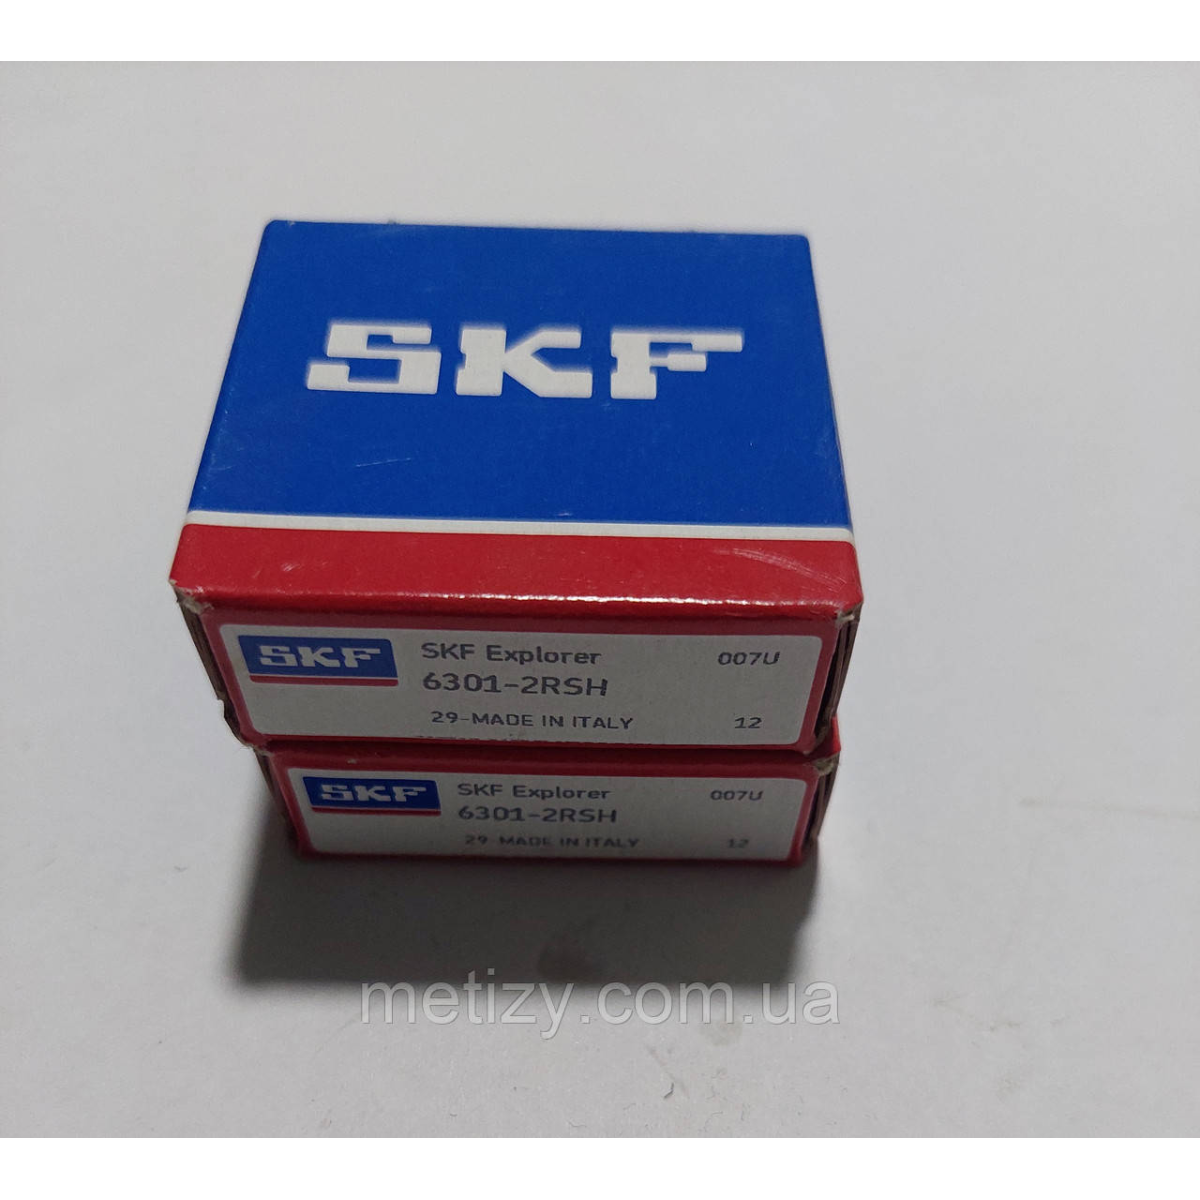 SKF
SKF
SKF Explorer
007U
6301-2RSH
29-MADE IN ITALY
12
SKF
SKF Explorer
007U
6301-2RSH
29-MADE IN ITALY
12
metizy.com.ua